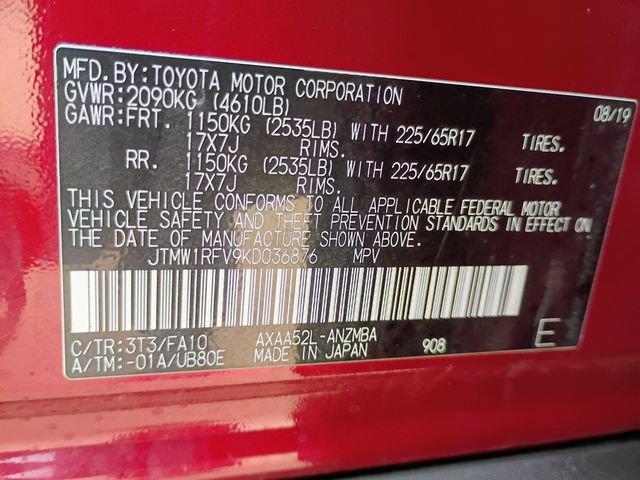 MFD. BY: TOYOTA MOTOR CORPORATION 08/19
GVWR: 2090KG (4610LB)
GAWR: FRT. 1150KG (2535LB) WITH 225/65R17 TIRES.
17X7J RIMS.
RR. 1150KG (2535LB) WITH 225/65R17 TIRES.
17X7J RIMS.
THIS VEHICLE CONFORMS TO ALL APPLICABLE FEDERAL MOTOR
VEHICLE SAFETY AND THEFT PREVENTION STANDARDS IN EFFECT ON
THE DATE OF MANUFACTURE SHOWN ABOVE.
JTMW1RFV9KD036876 MPV
C/TR: 3T3/FA10 AXAA52L-ANZMBA
A/TM: -01A/UB80E MADE IN JAPAN 908 E